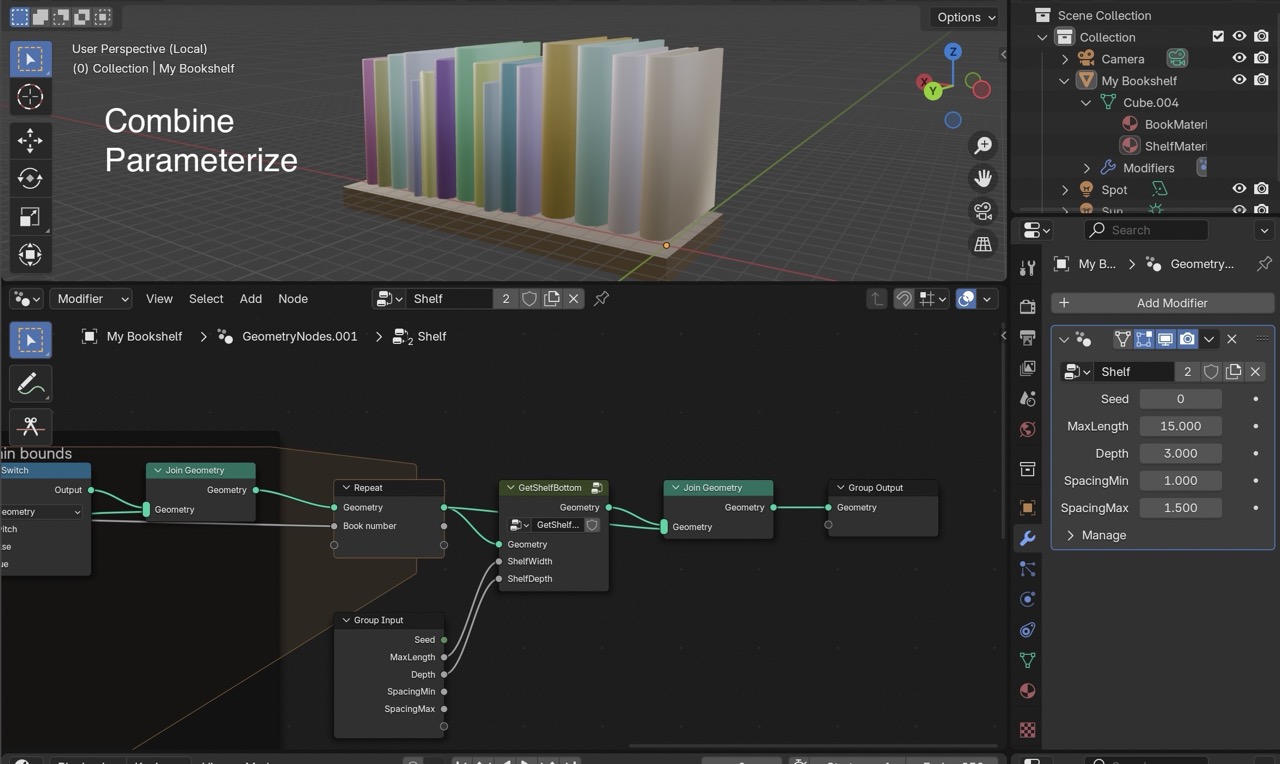 Options
User Perspective (Local)
(0) Collection | My Bookshelf
Combine
Parameterize
Z
X
Y
Scene Collection
Collection
Camera
My Bookshelf
Cube.004
BookMateri
ShelfMateri
Modifiers
Spot
Sun
Search
My B...
Geometry...
Add Modifier
Shelf
2
Seed
0
MaxLength
15.000
Depth
3.000
SpacingMin
1.000
SpacingMax
1.500
Manage
Modifier
View
Select
Add
Node
Shelf
2
My Bookshelf
GeometryNodes.001
2
Shelf
in bounds
Switch
Output
eometry
itch
se
ue
Join Geometry
Geometry
Geometry
Repeat
Geometry
Book number
GetShelfBottom
Geometry
GetShelf...
Geometry
ShelfWidth
ShelfDepth
Join Geometry
Geometry
Geometry
Group Output
Geometry
Group Input
Seed
MaxLength
Depth
SpacingMin
SpacingMax